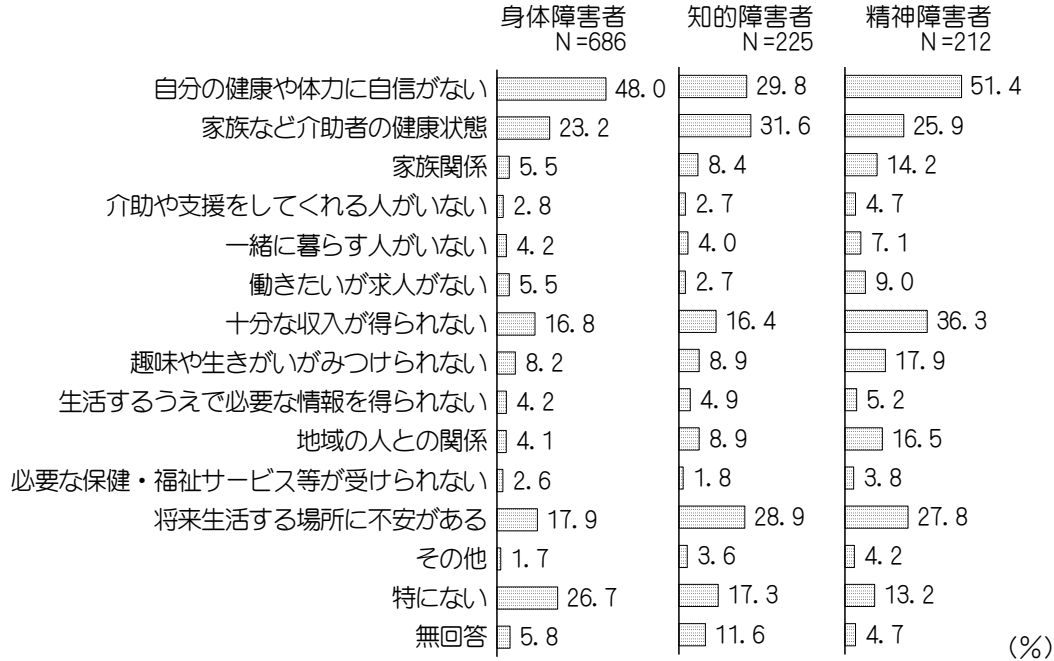 身体障害者 知的障害者 精神障害者
N=686 N=225 N=212
自分の健康や体力に自信がない 48.0 29.8 51.4
家族など介助者の健康状態 23.2 31.6 25.9
家族関係 5.5 8.4 14.2
介助や支援をしてくれる人がいない 2.8 2.7 4.7
一緒に暮らす人がいない 4.2 4.0 7.1
働きたいが求人がない 5.5 2.7 9.0
十分な収入が得られない 16.8 16.4 36.3
趣味や生きがいがみつけられない 8.2 8.9 17.9
生活するうえで必要な情報を得られない 4.2 4.9 5.2
地域の人との関係 4.1 8.9 16.5
必要な保健・福祉サービス等が受けられない 2.6 1.8 3.8
将来生活する場所に不安がある 17.9 28.9 27.8
その他 1.7 3.6 4.2
特にない 26.7 17.3 13.2
無回答 5.8 11.6 4.7
(%)